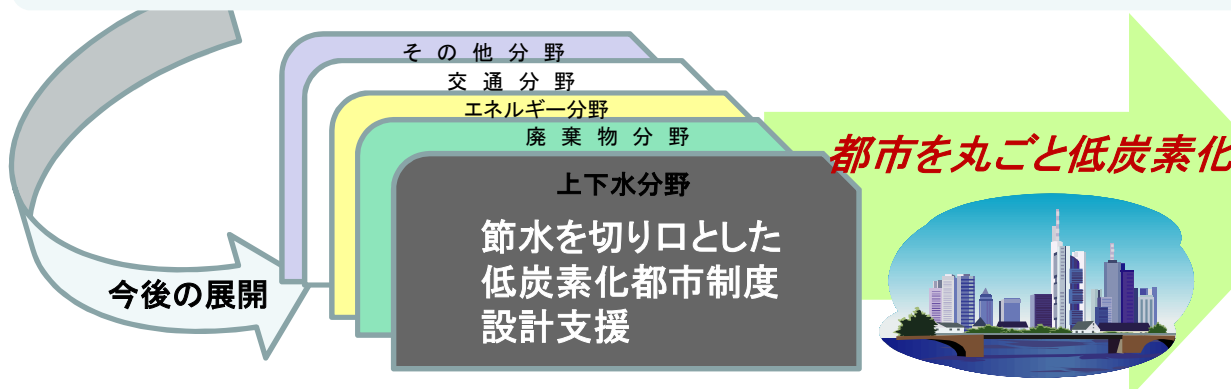 そ の 他 分 野
交 通 分 野
エネルギー分野
廃 棄 物 分 野
上下水分野
節水を切り口とした
低炭素化都市制度
設計支援
今後の展開
都市を丸ごと低炭素化